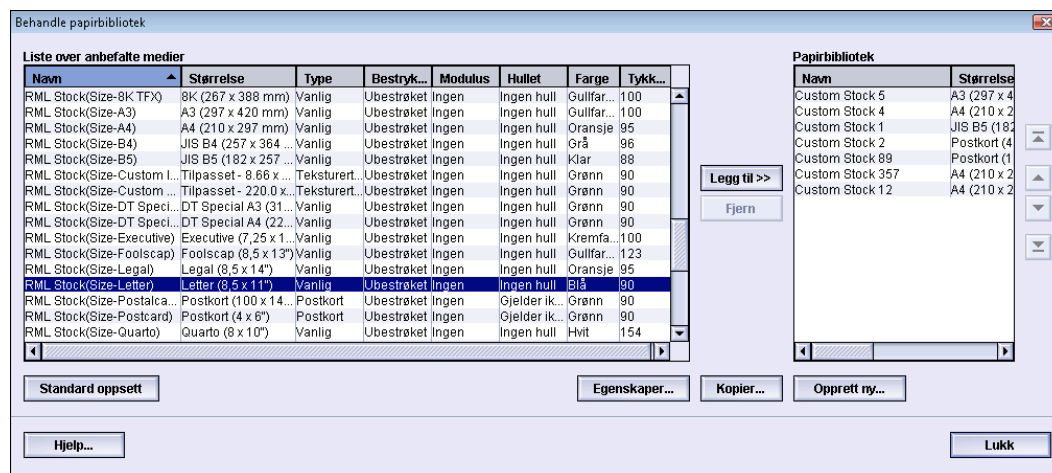 Behandle papirbibliotek
Liste over anbefalte medier
Navn Størrelse Type Bestryk... Modulus Hullet Farge Tykk...
RML Stock(Size-8K TFX) 8K (267 x 388 mm) Vanlig Ubestrøket Ingen Ingen hull Gullfar... 100
RML Stock(Size-A3) A3 (297 x 420 mm) Vanlig Ubestrøket Ingen Ingen hull Gullfar... 100
RML Stock(Size-A4) A4 (210 x 297 mm) Vanlig Ubestrøket Ingen Ingen hull Oransje 95
RML Stock(Size-B4) JIS B4 (257 x 364 ... Vanlig Ubestrøket Ingen Ingen hull Grå 96
RML Stock(Size-B5) JIS B5 (182 x 257 ... Vanlig Ubestrøket Ingen Ingen hull Klar 88
RML Stock(Size-Custom I... Tilpasset - 8.66 x ... Teksturert... Ubestrøket Ingen Ingen hull Grønn 90
RML Stock(Size-Custom ... Tilpasset - 220.0 x... Teksturert... Ubestrøket Ingen Ingen hull Grønn 90
RML Stock(Size-DT Speci... DT Special A3 (31... Vanlig Ubestrøket Ingen Ingen hull Grønn 90
RML Stock(Size-DT Speci... DT Special A4 (22... Vanlig Ubestrøket Ingen Ingen hull Grønn 90
RML Stock(Size-Executive) Executive (7,25 x 1... Vanlig Ubestrøket Ingen Ingen hull Kremfa... 100
RML Stock(Size-Foolscap) Foolscap (8,5 x 13") Vanlig Ubestrøket Ingen Ingen hull Gullfar... 123
RML Stock(Size-Legal) Legal (8,5 x 14") Vanlig Ubestrøket Ingen Ingen hull Oransje 95
RML Stock(Size-Letter) Letter (8,5 x 11") Vanlig Ubestrøket Ingen Ingen hull Blå 90
RML Stock(Size-Postalca... Postkort (100 x 14... Postkort Ubestrøket Ingen Gjelder ik... Grønn 90
RML Stock(Size-Postcard) Postkort (4 x 6") Postkort Ubestrøket Ingen Gjelder ik... Grønn 90
RML Stock(Size-Quarto) Quarto (8 x 10") Vanlig Ubestrøket Ingen Ingen hull Hvit 154
Legg til >>
Fjern
Papirbibliotek
Navn Størrelse
Custom Stock 5 A3 (297 x 4
Custom Stock 4 A4 (210 x 2
Custom Stock 1 JIS B5 (182
Custom Stock 2 Postkort (4
Custom Stock 89 Postkort (1
Custom Stock 357 A4 (210 x 2
Custom Stock 12 A4 (210 x 2
Standard oppsett Egenskaper... Kopier... Opprett ny...
Hjelp... Lukk